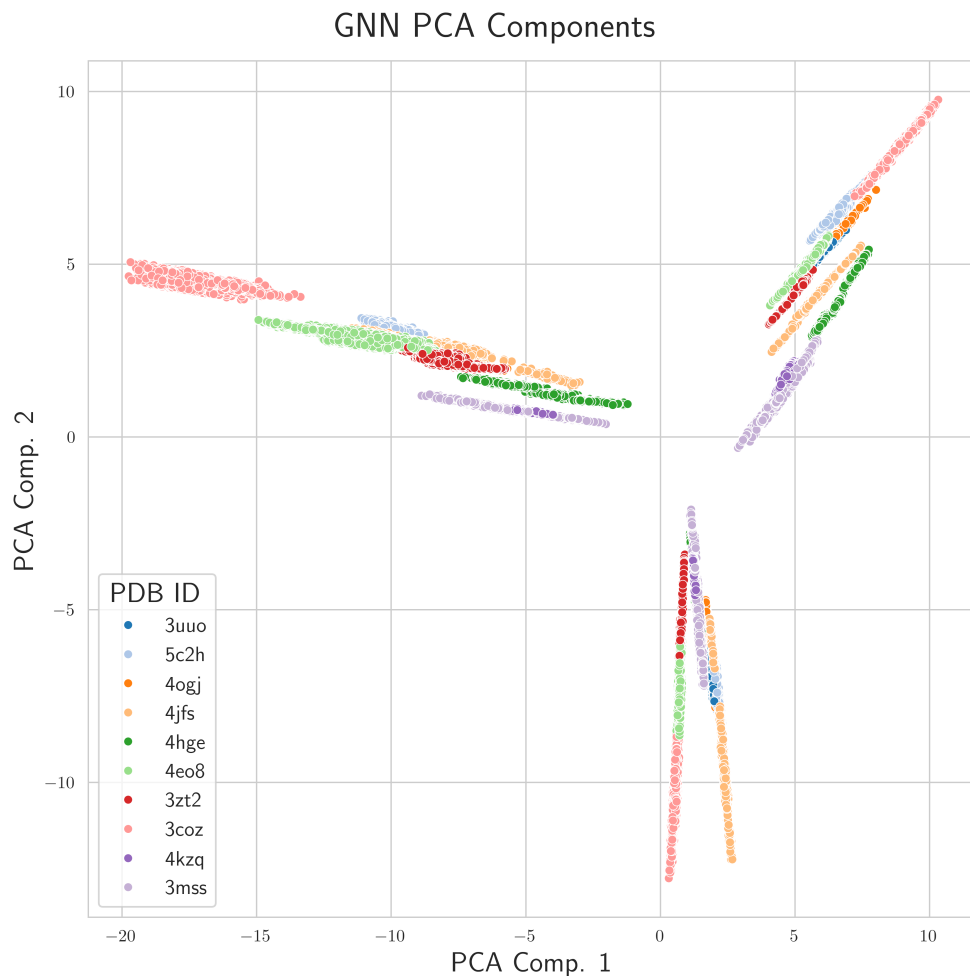 GNN PCA Components
PCA Comp. 2
10
5
0
−5
−10
PDB ID
3uuo
5c2h
4ogj
4jfs
4hge
4eo8
3zt2
3coz
4kzq
3mss
−20 −15 −10 −5 0 5 10
PCA Comp. 1